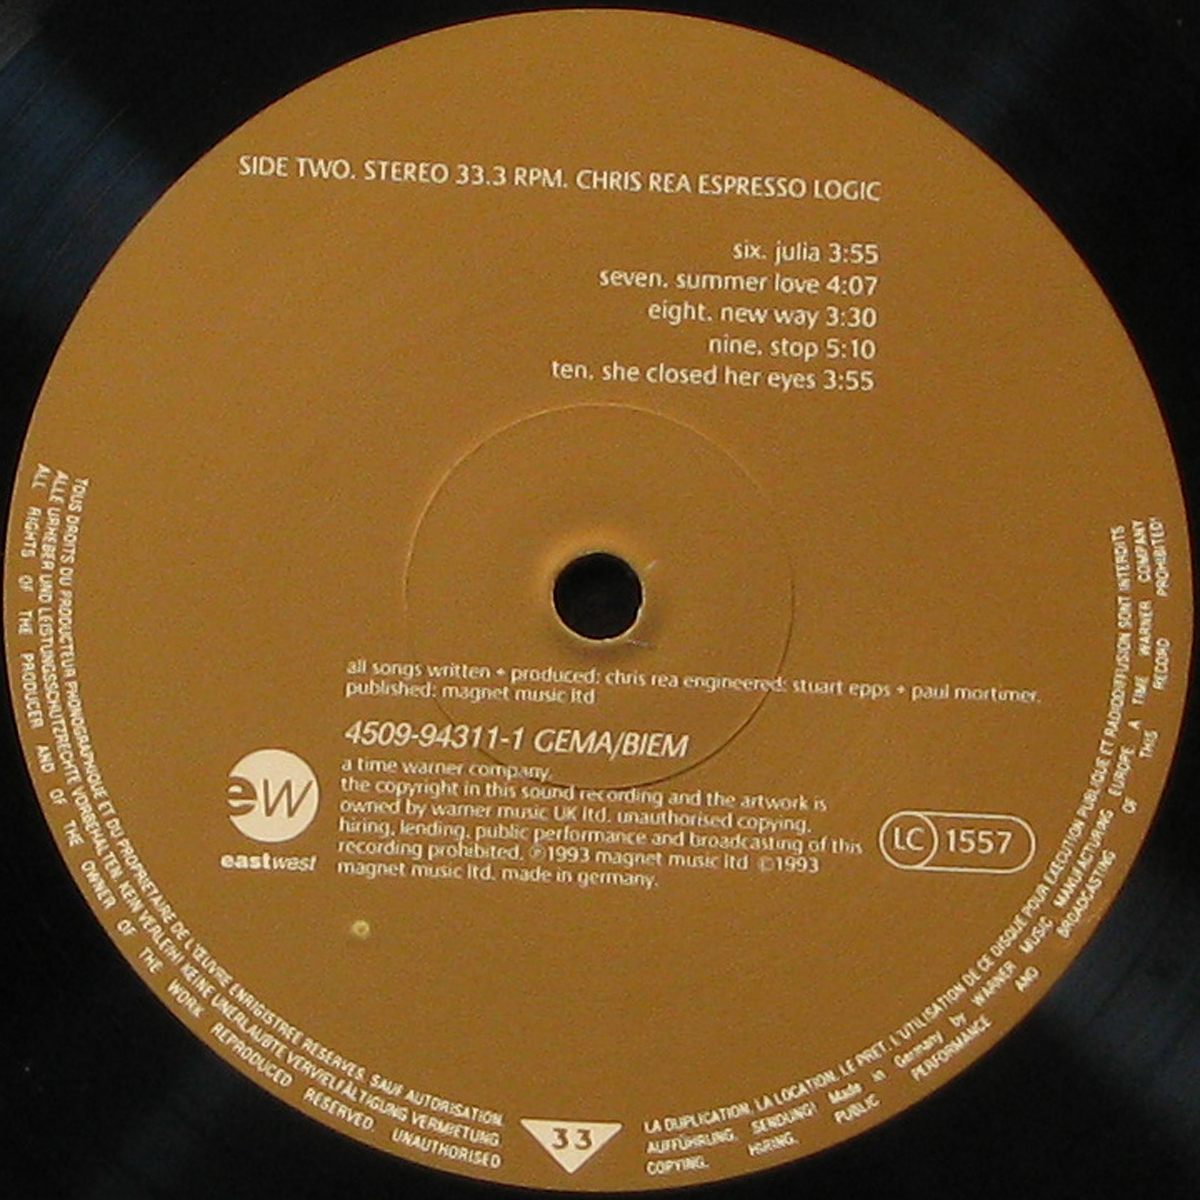 SIDE TWO. STEREO 33.3 RPM. CHRIS REA ESPRESSO LOGIC
six. julia 3:55
seven. summer love 4:07
eight. new way 3:30
nine. stop 5:10
ten. she closed her eyes 3:55
all songs written + produced: chris rea engineered: stuart epps + paul mortimer.
published: magnet music ltd
4509-94311-1 GEMA/BIEM
a time warner company.
the copyright in this sound recording and the artwork is
owned by warner music UK ltd. unauthorised copying,
hiring, lending, public performance and broadcasting of this
recording prohibited. ℗1993 magnet music ltd ©1993
magnet music ltd. made in germany.
ew
eastwest
LC 1557
TOUS DROITS DU PRODUCTEUR PHONOGRAPHIQUE ET DU PROPRIETAIRE DE L'ŒUVRE ENRIGISTREE RESERVES. SAUF AUTORISATION
LA DUPLICATION, LA LOCATION, LE PRET, L'UTILISATION DE CE DISQUE POUR EXECUTION PUBLIQUE ET RADIODIFFUSION SONT INTERDITS
ALLE URHEBER UND LEISTUNGSSCHUTZRECHTE VORBEHALTEN. KEIN VERLEIH! KEINE UNERLAUBTE VERVIELFÄLTIGUNG VERMIETUNG
AUFFÜHRUNG, SENDUNG! Made in Germany by WARNER MUSIC MANUFACTURING EUROPE A TIME WARNER COMPANY
ALL RIGHTS OF THE PRODUCER AND OF THE OWNER OF THE WORK REPRODUCED RESERVED UNAUTHORISED
COPYING, HIRING, PUBLIC PERFORMANCE AND BROADCASTING OF THIS RECORD PROHIBITED!
33